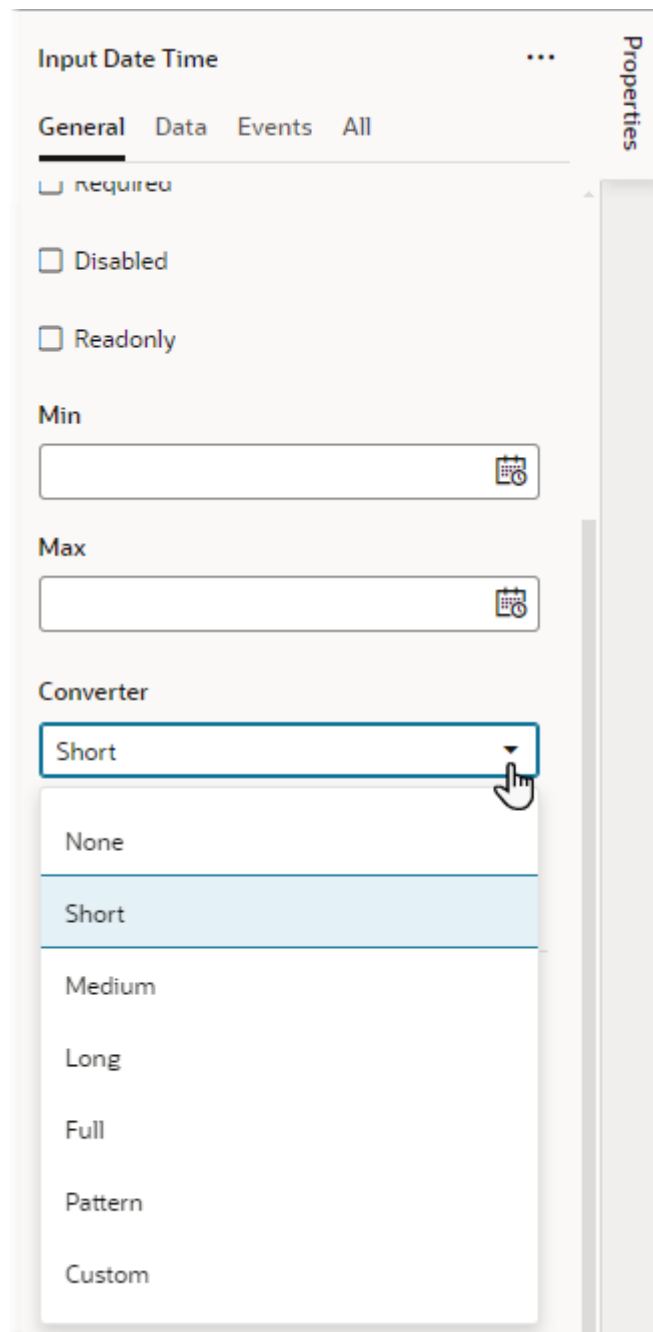 Input Date Time
Properties
General Data Events All
Required
Disabled
Readonly
Min
Max
Converter
Short
None
Short
Medium
Long
Full
Pattern
Custom